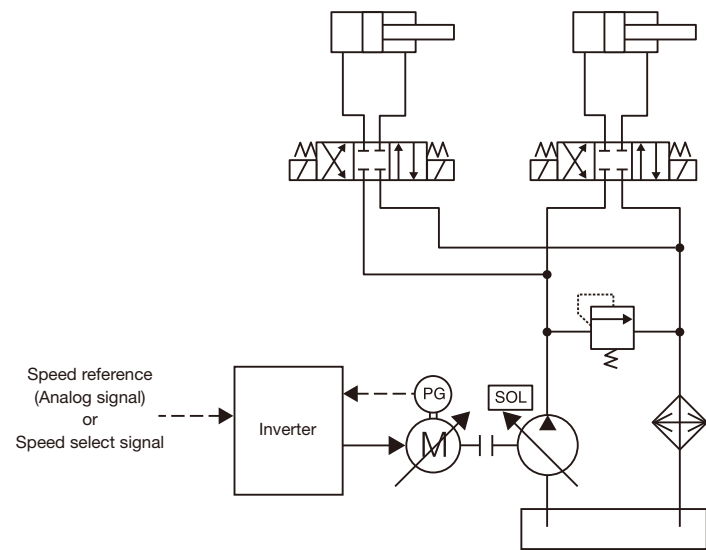 Speed reference
(Analog signal)
or
Speed select signal
Inverter
PG
M
SOL